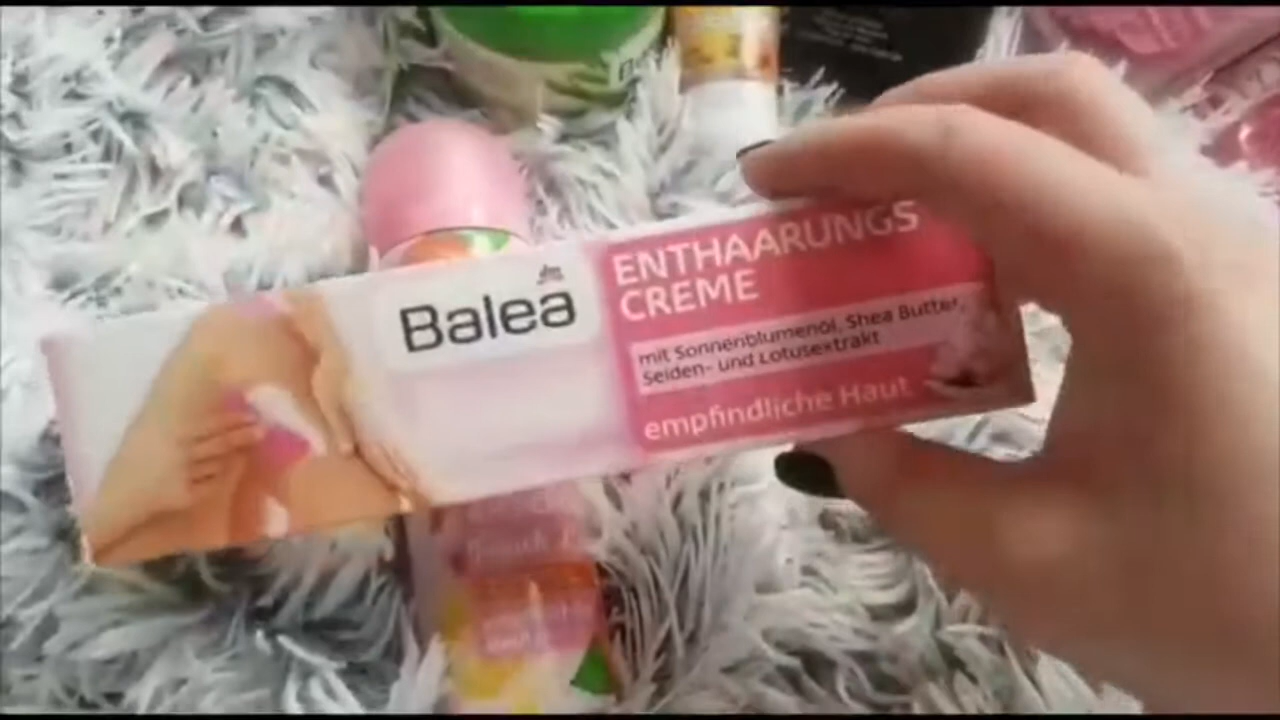 dm
Balea
ENTHAARUNGS
CREME
mit Sonnenblumenöl, Shea Butter,
Seiden- und Lotusextrakt
empfindliche Haut